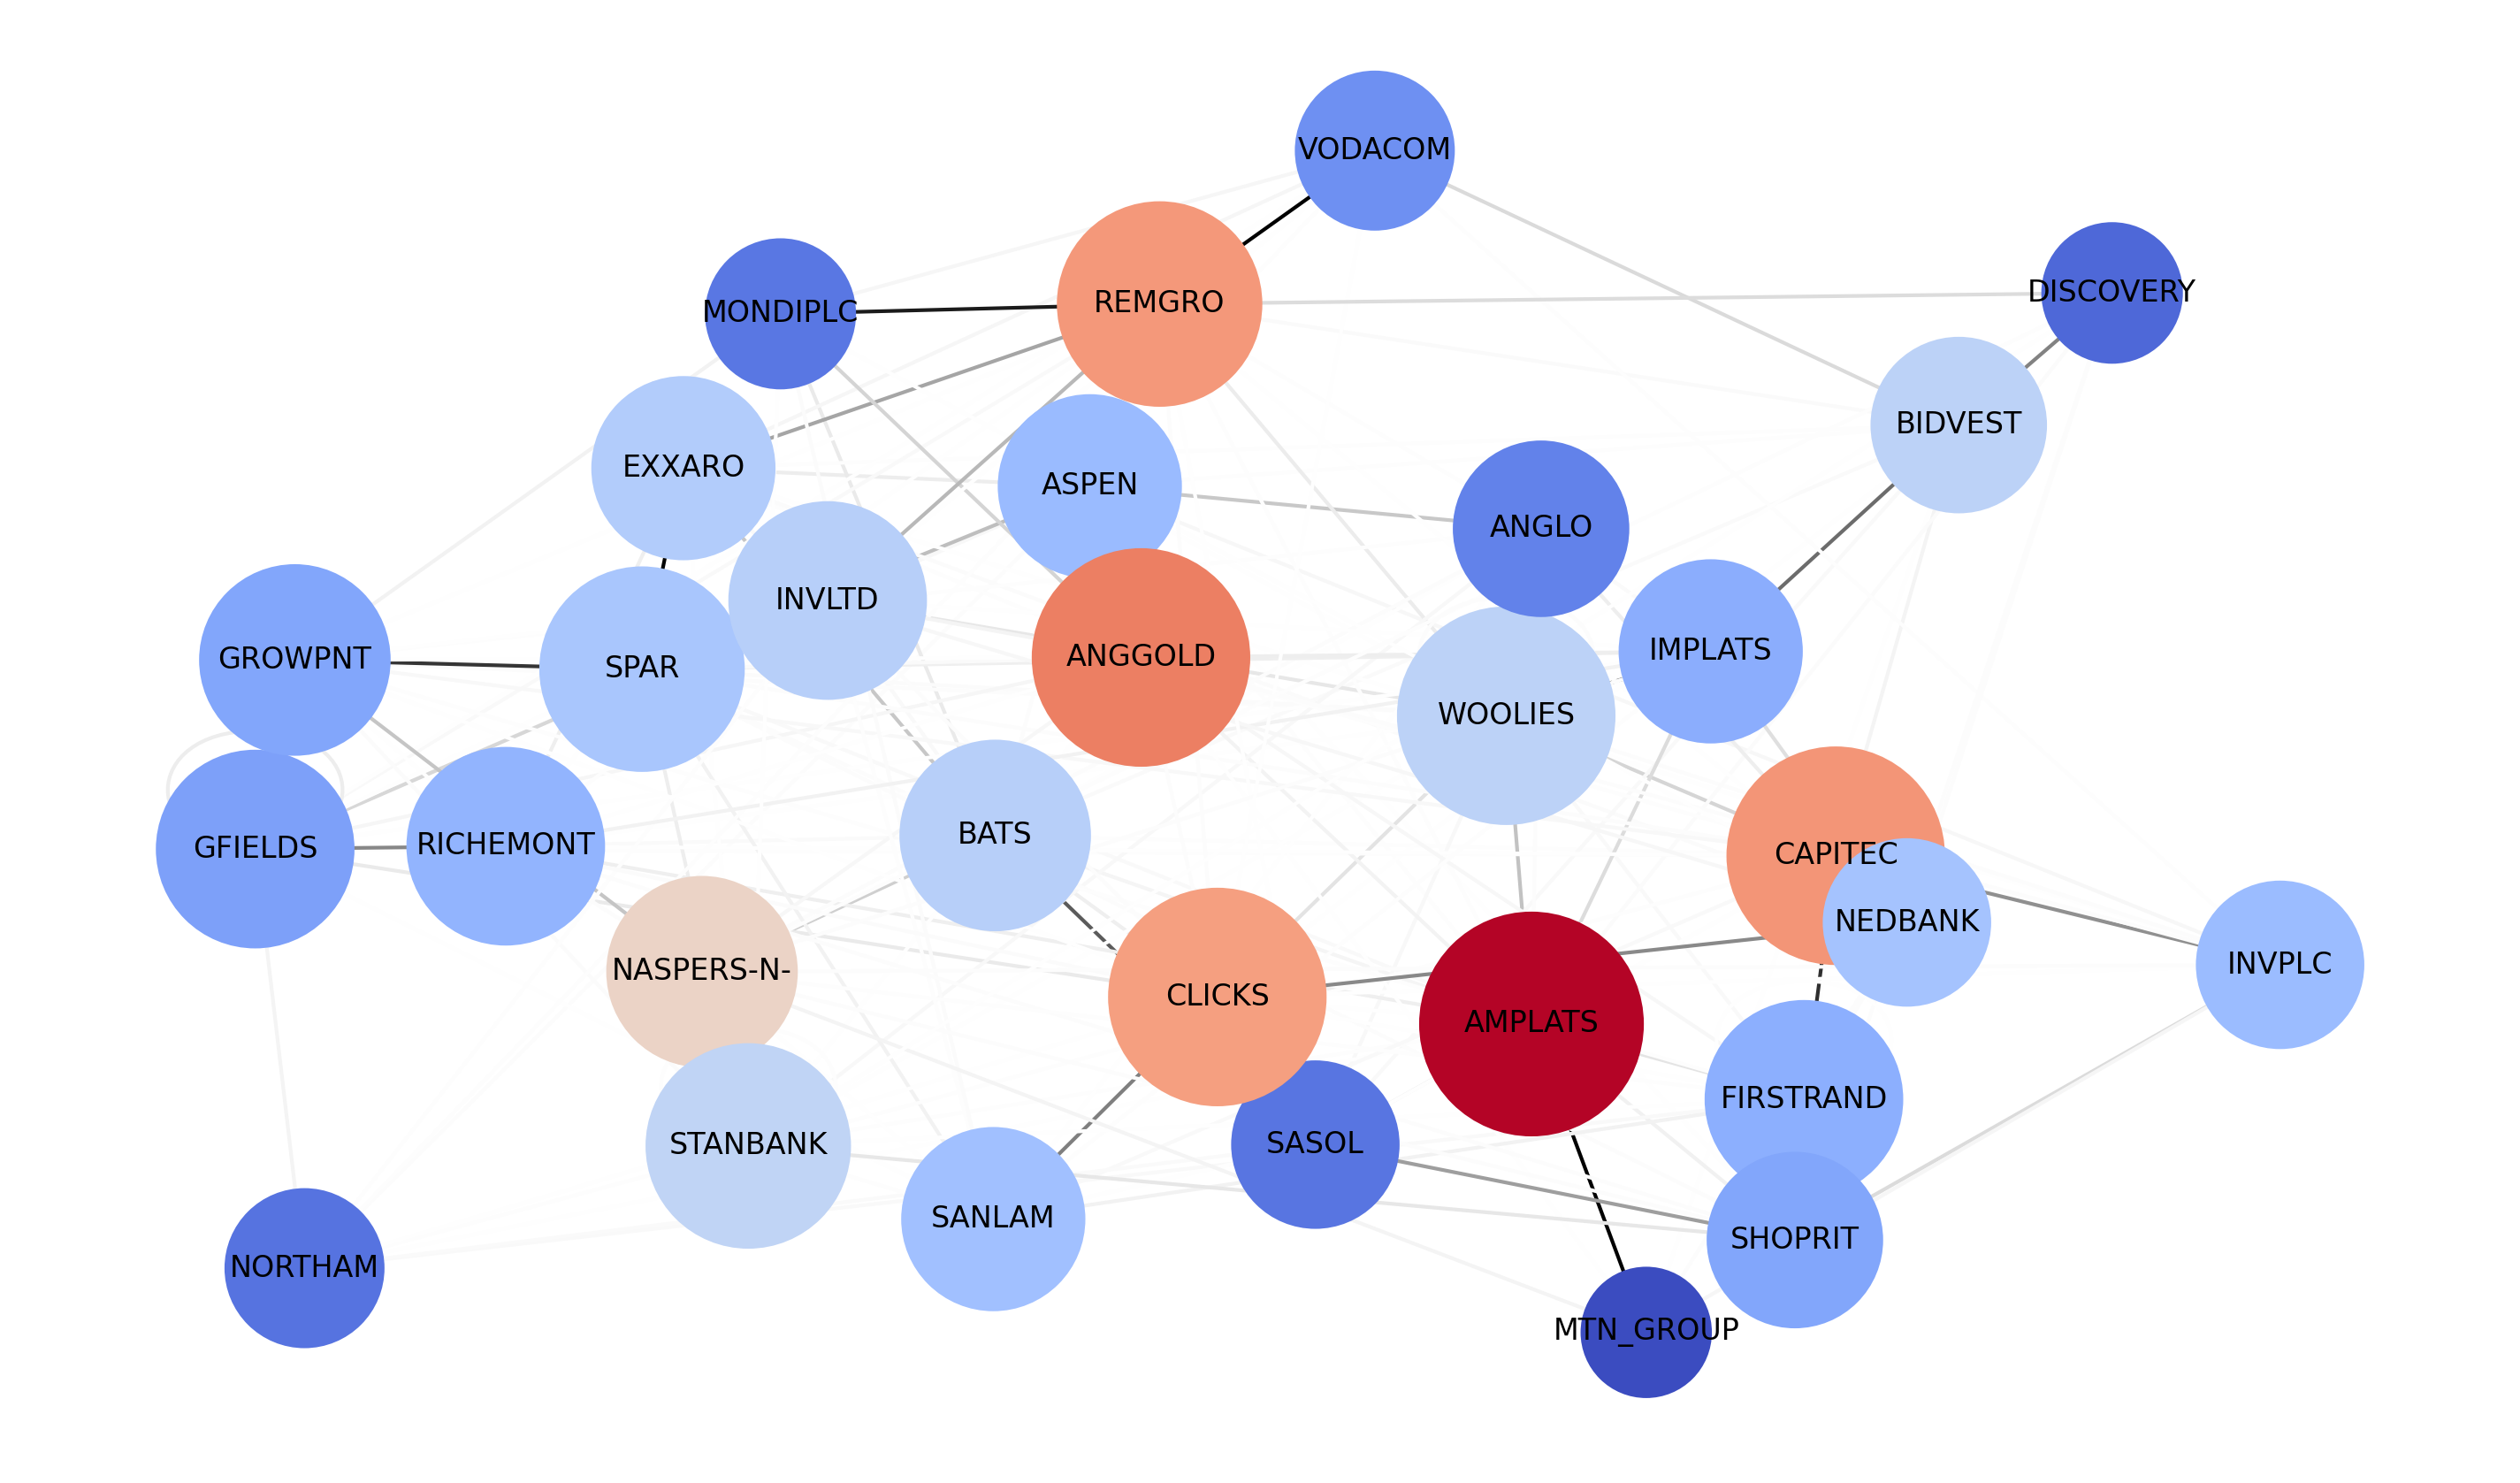 VODACOM
DISCOVERY
REMGRO
MONDIPLC
BIDVEST
EXXARO
ASPEN
ANGLO
INVLTD
IMPLATS
ANGGOLD
GROWPNT
SPAR
WOOLIES
BATS
RICHEMONT
GFIELDS
CAPITEC
NEDBANK
INVPLC
NASPERS-N-
CLICKS
AMPLATS
FIRSTRAND
STANBANK
SASOL
SANLAM
SHOPRIT
NORTHAM
MTN_GROUP